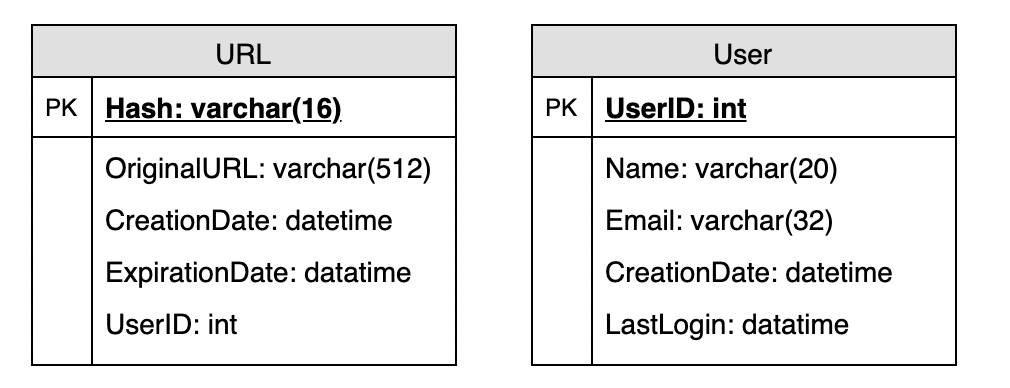 URL
PK Hash: varchar(16)
OriginalURL: varchar(512)
CreationDate: datetime
ExpirationDate: datatime
UserID: int
User
PK UserID: int
Name: varchar(20)
Email: varchar(32)
CreationDate: datetime
LastLogin: datatime